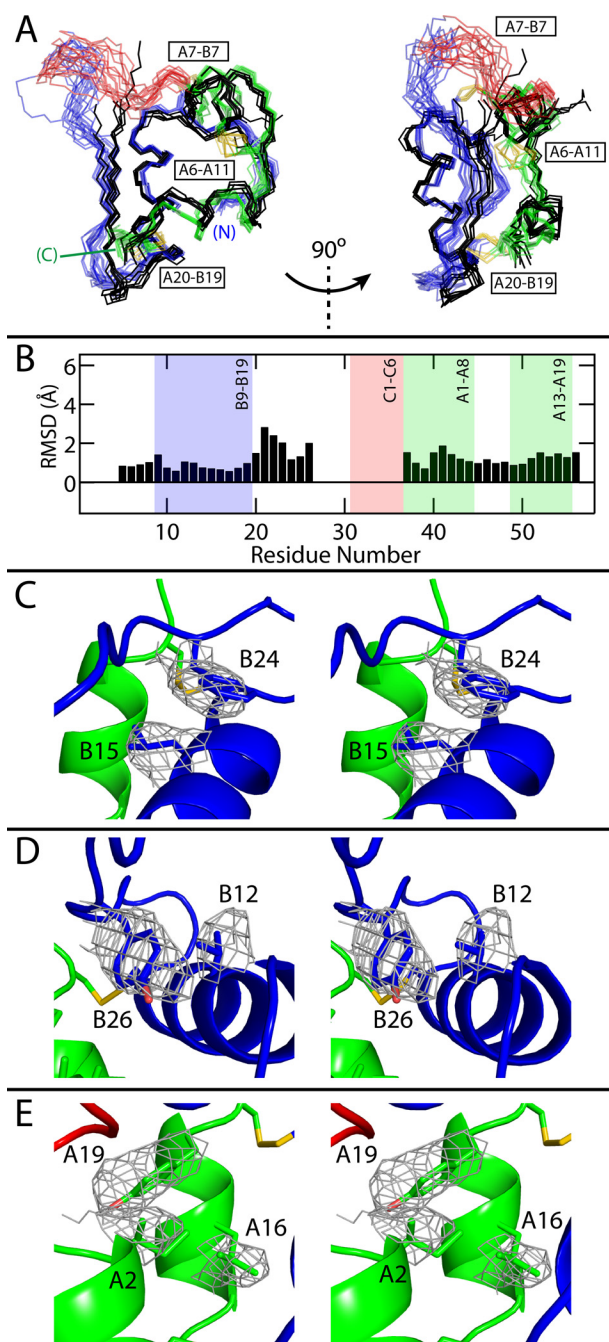 A
A7-B7
A7-B7
A6-A11
A6-A11
(N)
(C)
A20-B19
A20-B19
90°
B
RMSD (Å)
6
4
2
0
B9-B19
C1-C6
A1-A8
A13-A19
10
20
30
40
50
Residue Number
C
B24
B24
B15
B15
D
B12
B12
B26
B26
E
A19
A19
A16
A16
A2
A2